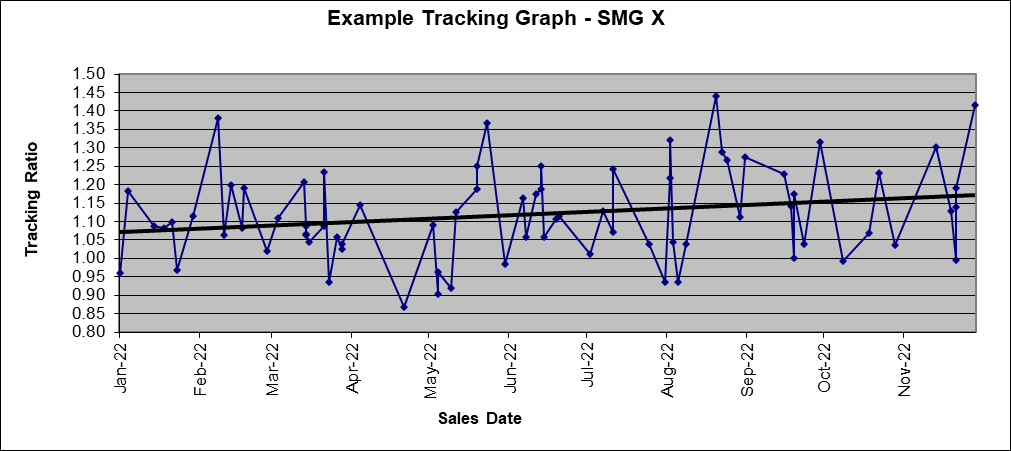 Example Tracking Graph - SMG X
Tracking Ratio
1.50
1.45
1.40
1.35
1.30
1.25
1.20
1.15
1.10
1.05
1.00
0.95
0.90
0.85
0.80
Jan-22
Feb-22
Mar-22
Apr-22
May-22
Jun-22
Jul-22
Aug-22
Sep-22
Oct-22
Nov-22
Sales Date